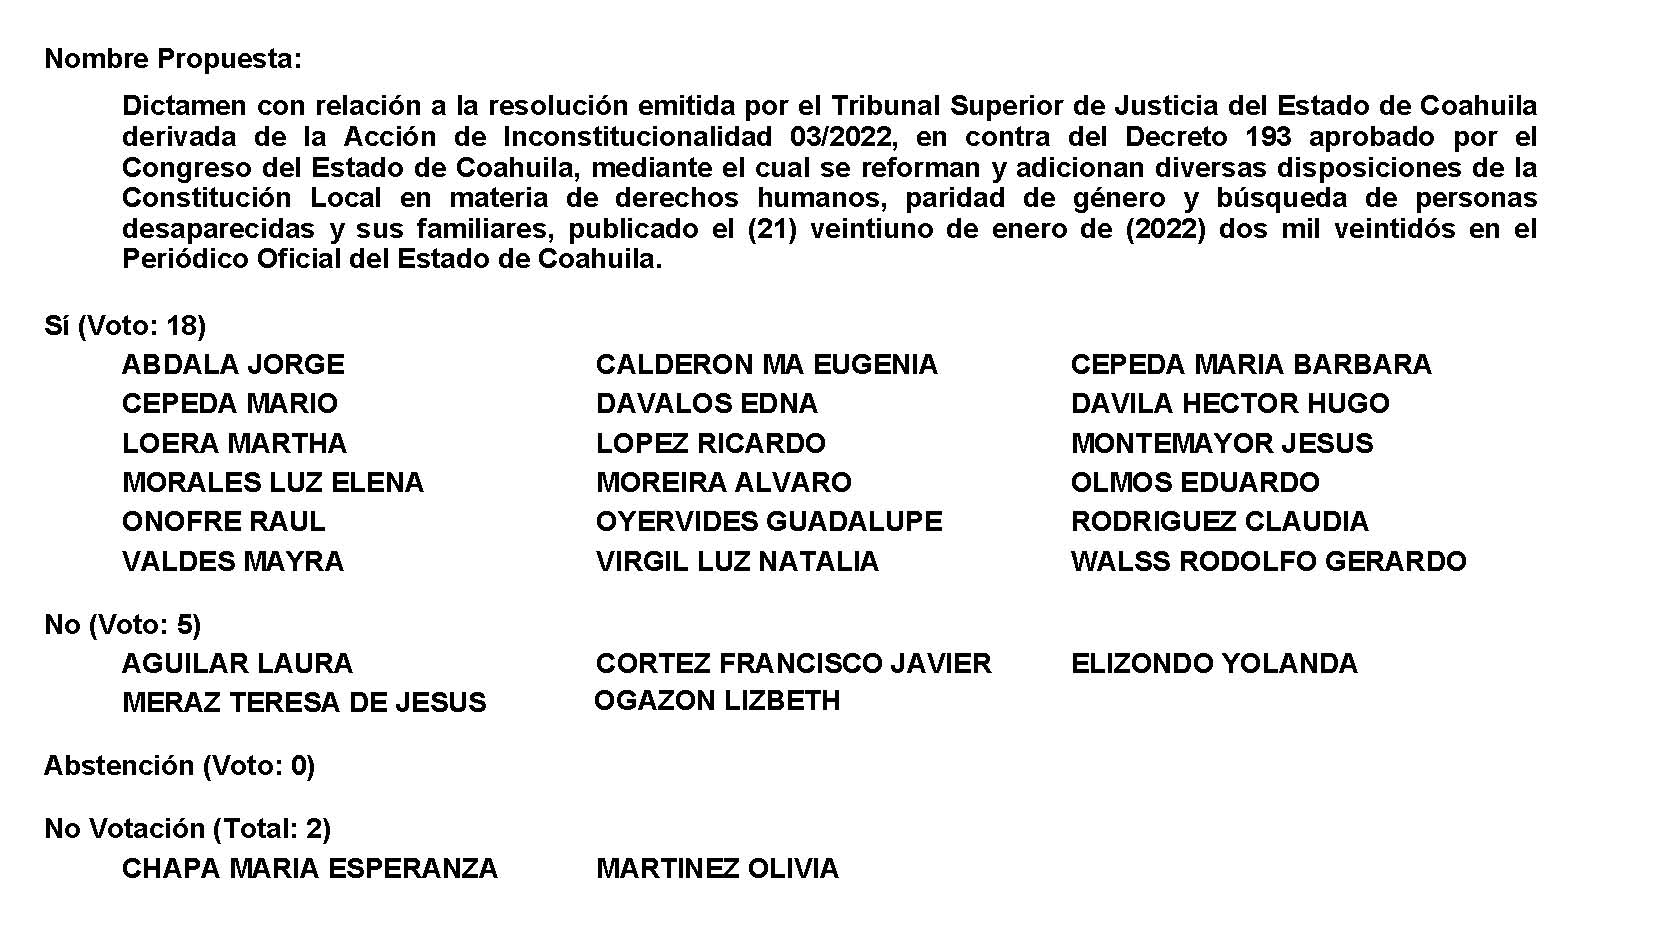 Nombre Propuesta:
Dictamen con relación a la resolución emitida por el Tribunal Superior de Justicia del Estado de Coahuila
derivada de la Acción de Inconstitucionalidad 03/2022, en contra del Decreto 193 aprobado por el
Congreso del Estado de Coahuila, mediante el cual se reforman y adicionan diversas disposiciones de la
Constitución Local en materia de derechos humanos, paridad de género y búsqueda de personas
desaparecidas y sus familiares, publicado el (21) veintiuno de enero de (2022) dos mil veintidós en el
Periódico Oficial del Estado de Coahuila.
Sí (Voto: 18)
ABDALA JORGE CALDERON MA EUGENIA CEPEDA MARIA BARBARA
CEPEDA MARIO DAVALOS EDNA DAVILA HECTOR HUGO
LOERA MARTHA LOPEZ RICARDO MONTEMAYOR JESUS
MORALES LUZ ELENA MOREIRA ALVARO OLMOS EDUARDO
ONOFRE RAUL OYERVIDES GUADALUPE RODRIGUEZ CLAUDIA
VALDES MAYRA VIRGIL LUZ NATALIA WALSS RODOLFO GERARDO
No (Voto: 5)
AGUILAR LAURA CORTEZ FRANCISCO JAVIER ELIZONDO YOLANDA
MERAZ TERESA DE JESUS OGAZON LIZBETH
Abstención (Voto: 0)
No Votación (Total: 2)
CHAPA MARIA ESPERANZA MARTINEZ OLIVIA